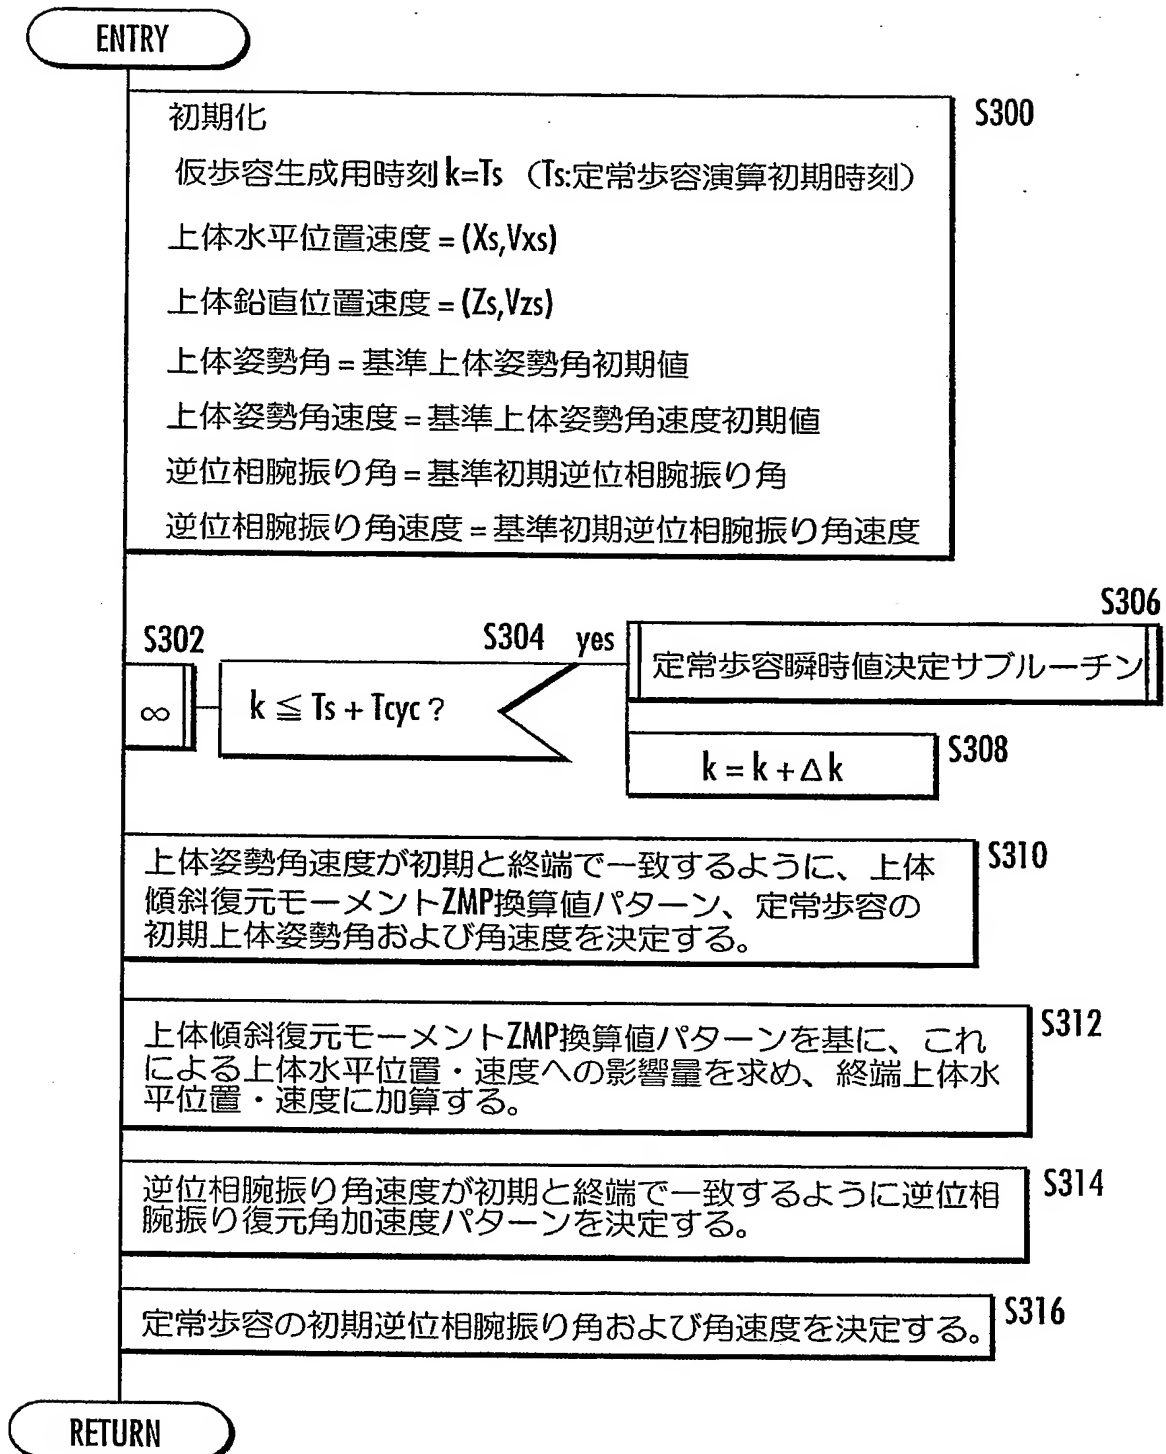 ENTRY
S300
初期化
仮歩容生成用時刻 k=Ts （Ts:定常歩容演算初期時刻）
上体水平位置速度 = (Xs,Vxs)
上体鉛直位置速度 = (Zs,Vzs)
上体姿勢角 = 基準上体姿勢角初期値
上体姿勢角速度 = 基準上体姿勢角速度初期値
逆位相腕振り角 = 基準初期逆位相腕振り角
逆位相腕振り角速度 = 基準初期逆位相腕振り角速度
S302
∞
S304
k ≦ Ts + Tcyc ?
yes
S306
定常歩容瞬時値決定サブルーチン
S308
k = k + Δ k
S310
上体姿勢角速度が初期と終端で一致するように、上体
傾斜復元モーメントZMP換算値パターン、定常歩容の
初期上体姿勢角および角速度を決定する。
S312
上体傾斜復元モーメントZMP換算値パターンを基に、これ
による上体水平位置・速度への影響量を求め、終端上体水
平位置・速度に加算する。
S314
逆位相腕振り角速度が初期と終端で一致するように逆位相
腕振り復元角加速度パターンを決定する。
S316
定常歩容の初期逆位相腕振り角および角速度を決定する。
RETURN